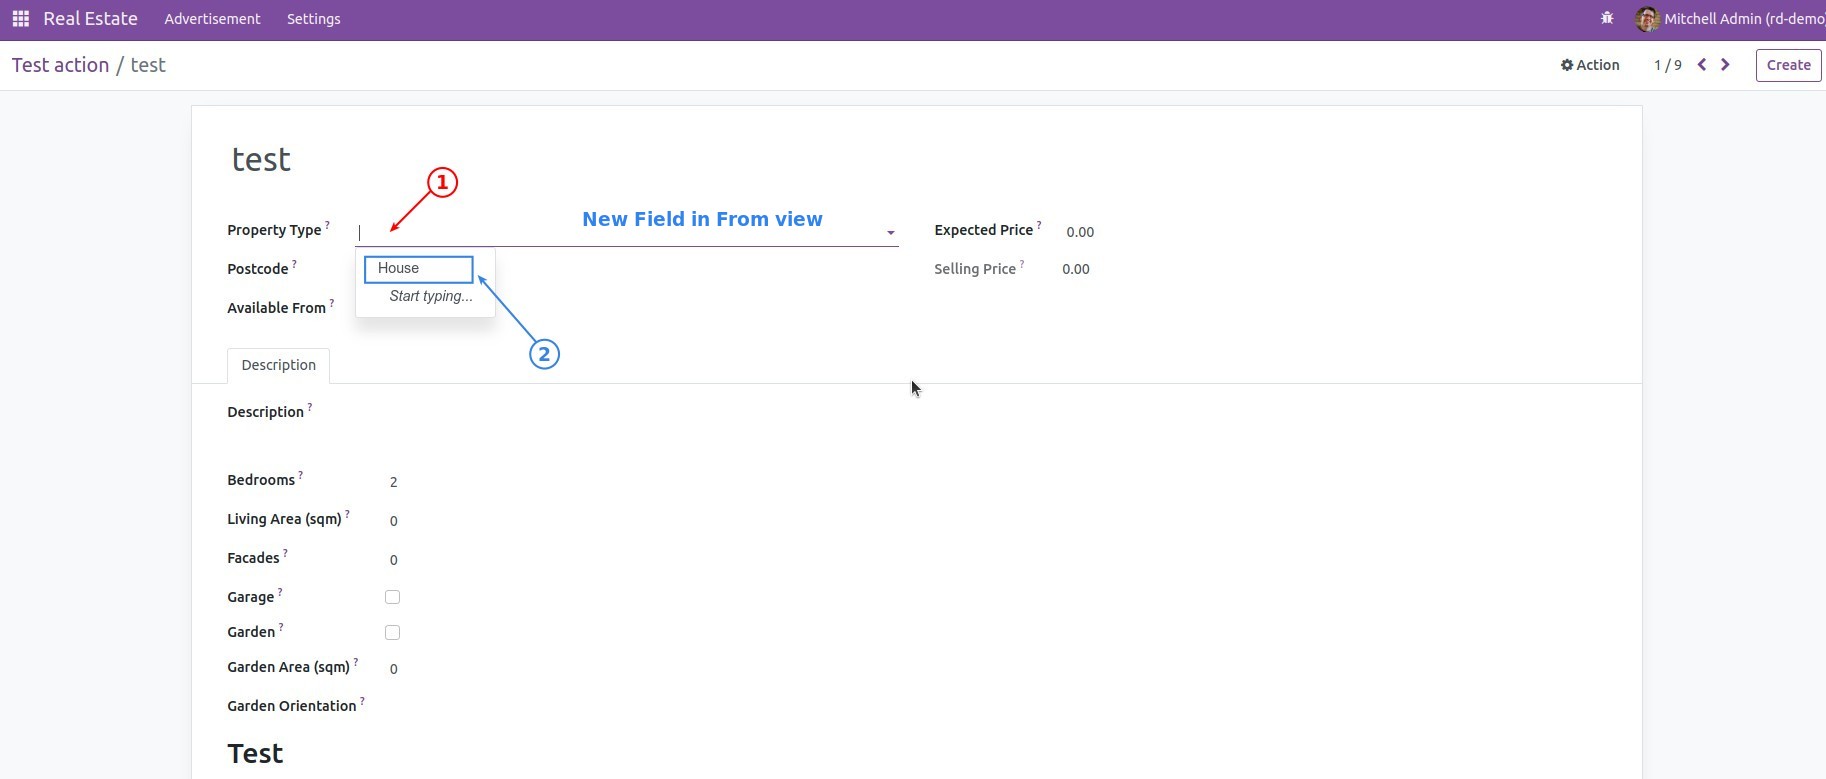 Real Estate Advertisement Settings Mitchell Admin (rd-demo)
Test action / test Action 1 / 9 Create
test
1
New Field in From view
Property Type ? Expected Price ? 0.00
Postcode ? House Selling Price ? 0.00
Start typing...
Available From ?
2
Description
Description ?
Bedrooms ? 2
Living Area (sqm) ? 0
Facades ? 0
Garage ?
Garden ?
Garden Area (sqm) ? 0
Garden Orientation ?
Test